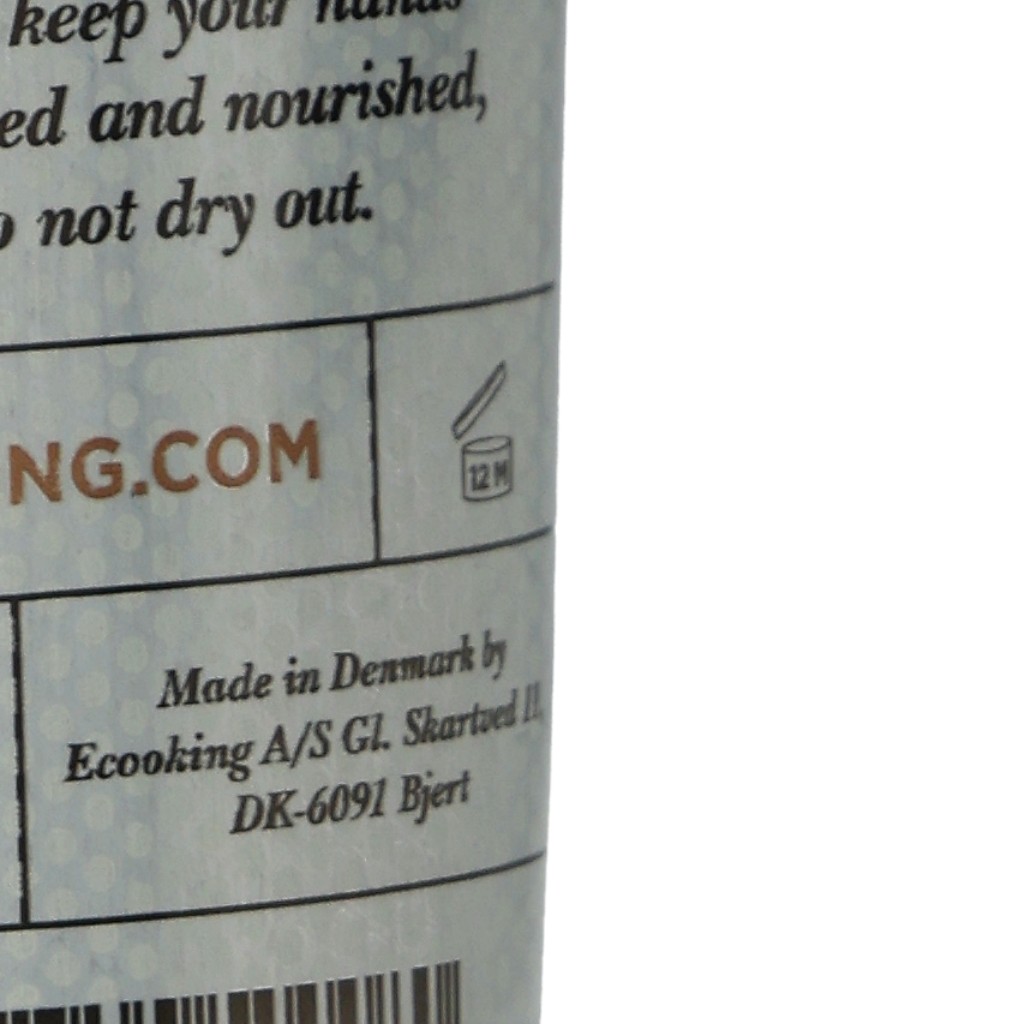 keep your hands
ed and nourished,
not dry out.
NG.COM
12 M
Made in Denmark by
Ecooking A/S Gl. Skartved 11,
DK-6091 Bjert